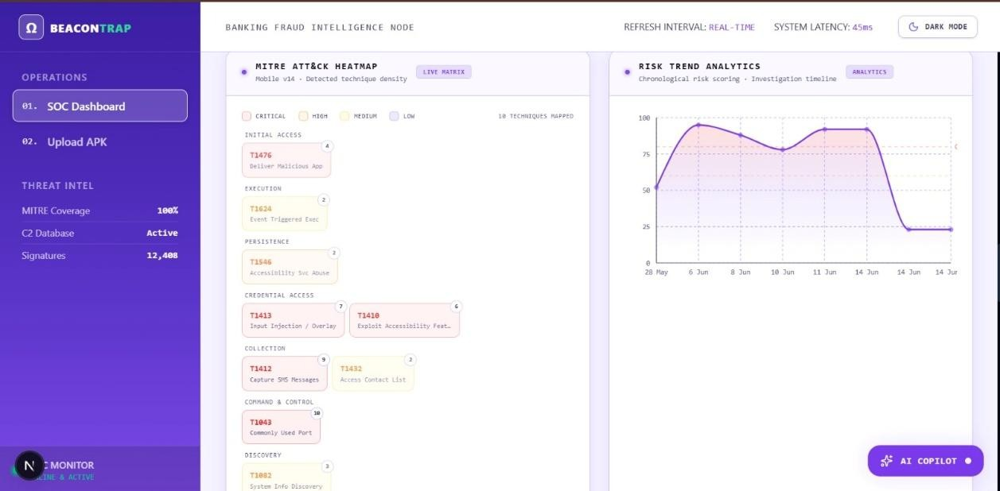 Ω BEACONTRAP
OPERATIONS
01. SOC Dashboard
02. Upload APK
THREAT INTEL
MITRE Coverage 100%
C2 Database Active
Signatures 12,408
N
C MONITOR
INE & ACTIVE
BANKING FRAUD INTELLIGENCE NODE
REFRESH INTERVAL: REAL-TIME
SYSTEM LATENCY: 45ms
DARK MODE
MITRE ATT&CK HEATMAP
Mobile v14 · Detected technique density
LIVE MATRIX
CRITICAL HIGH MEDIUM LOW
10 TECHNIQUES MAPPED
INITIAL ACCESS
4
T1476
Deliver Malicious App
EXECUTION
2
T1624
Event Triggered Exec
PERSISTENCE
2
T1546
Accessibility Svc Abuse
CREDENTIAL ACCESS
7
T1413
Input Injection / Overlay
6
T1410
Exploit Accessibility Feat…
COLLECTION
9
T1412
Capture SMS Messages
2
T1432
Access Contact List
COMMAND & CONTROL
10
T1043
Commonly Used Port
DISCOVERY
3
T1082
System Info Discovery
RISK TREND ANALYTICS
Chronological risk scoring · Investigation timeline
ANALYTICS
100
75
50
25
0
C
28 May 6 Jun 8 Jun 10 Jun 11 Jun 14 Jun 14 Jun 14 Jun
AI COPILOT